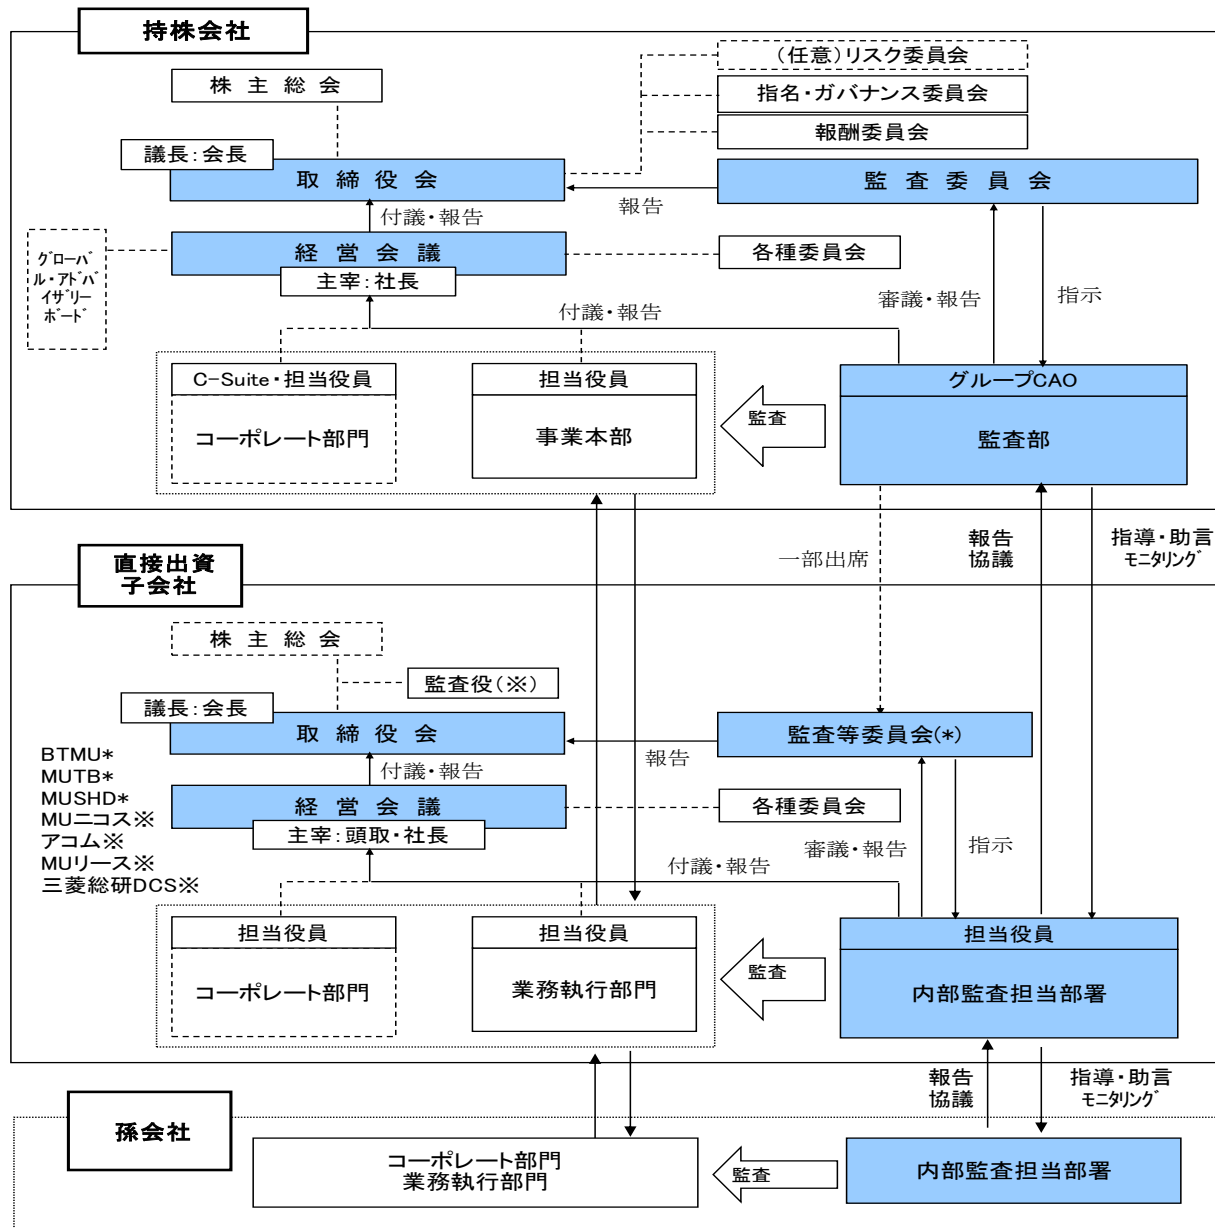 持株会社
株主総会
(任意)リスク委員会
指名・ガバナンス委員会
報酬委員会
議長：会長
取締役会
監査委員会
報告
付議・報告
グローバ
ル・アドバ
イザリー
ボード
経営会議
主宰：社長
各種委員会
審議・報告
指示
付議・報告
C-Suite・担当役員
コーポレート部門
担当役員
事業本部
監査
グループCAO
監査部
直接出資
子会社
一部出席
報告
協議
指導・助言
モニタリング
株主総会
監査役(※)
議長：会長
取締役会
監査等委員会(*)
報告
付議・報告
BTMU*
MUTB*
MUSHD*
MUニコス※
アコム※
MUリース※
三菱総研DCS※
経営会議
主宰：頭取・社長
各種委員会
審議・報告
指示
付議・報告
担当役員
コーポレート部門
担当役員
業務執行部門
監査
担当役員
内部監査担当部署
報告
協議
指導・助言
モニタリング
孫会社
コーポレート部門
業務執行部門
監査
内部監査担当部署